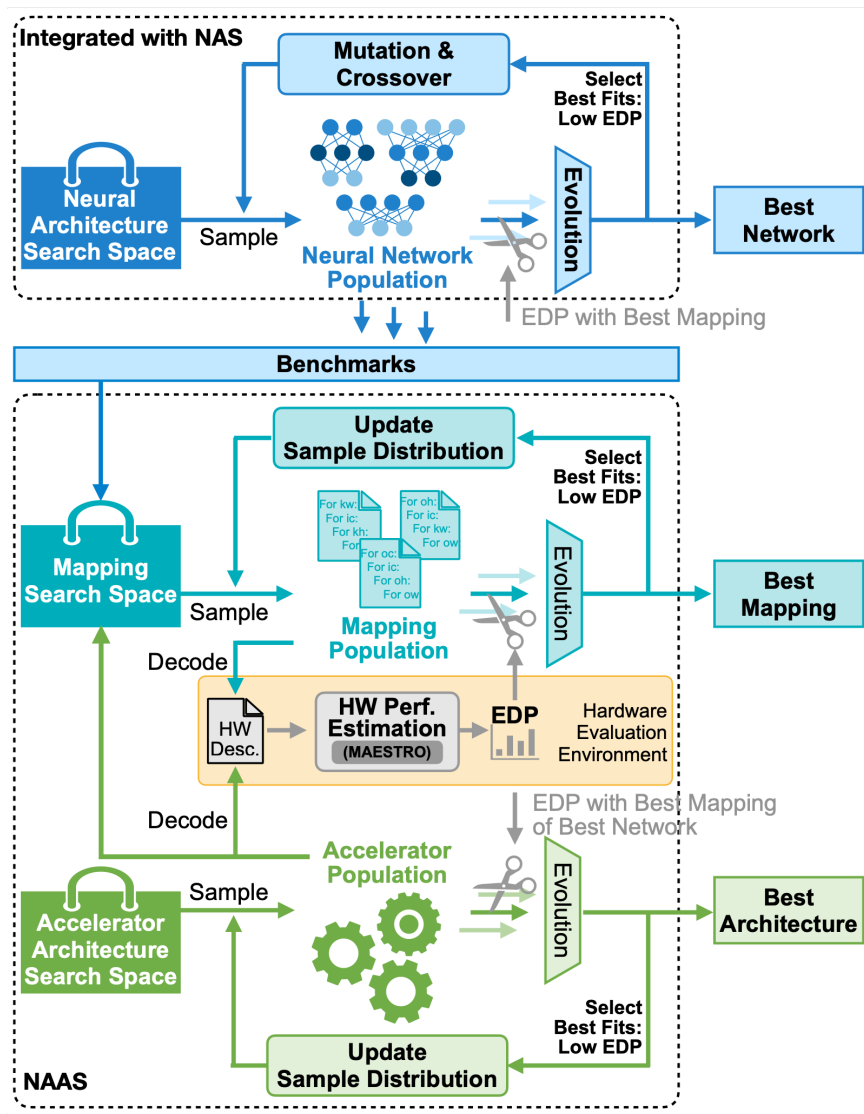 Integrated with NAS
Mutation &
Crossover
Select
Best Fits:
Low EDP
Neural
Architecture
Search Space
Sample
Neural Network
Population
Evolution
Best
Network
EDP with Best Mapping
Benchmarks
Update
Sample Distribution
Select
Best Fits:
Low EDP
Mapping
Search Space
Sample
For kw:
For ic:
For kh:
For
For oh:
For ic:
For kw:
For ow
For oc:
For ic:
For oh:
For ow
Mapping
Population
Evolution
Best
Mapping
Decode
HW
Desc.
HW Perf.
Estimation
(MAESTRO)
EDP
Hardware
Evaluation
Environment
Decode
EDP with Best Mapping
of Best Network
Accelerator
Population
Accelerator
Architecture
Search Space
Sample
Evolution
Best
Architecture
Select
Best Fits:
Low EDP
Update
Sample Distribution
NAAS